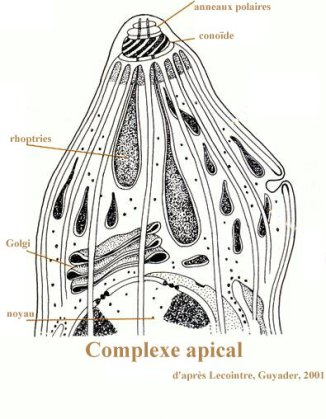 anneaux polaires
conoïde
rhoptries
Golgi
noyau
Complexe apical
d'après Lecointre, Guyader, 2001